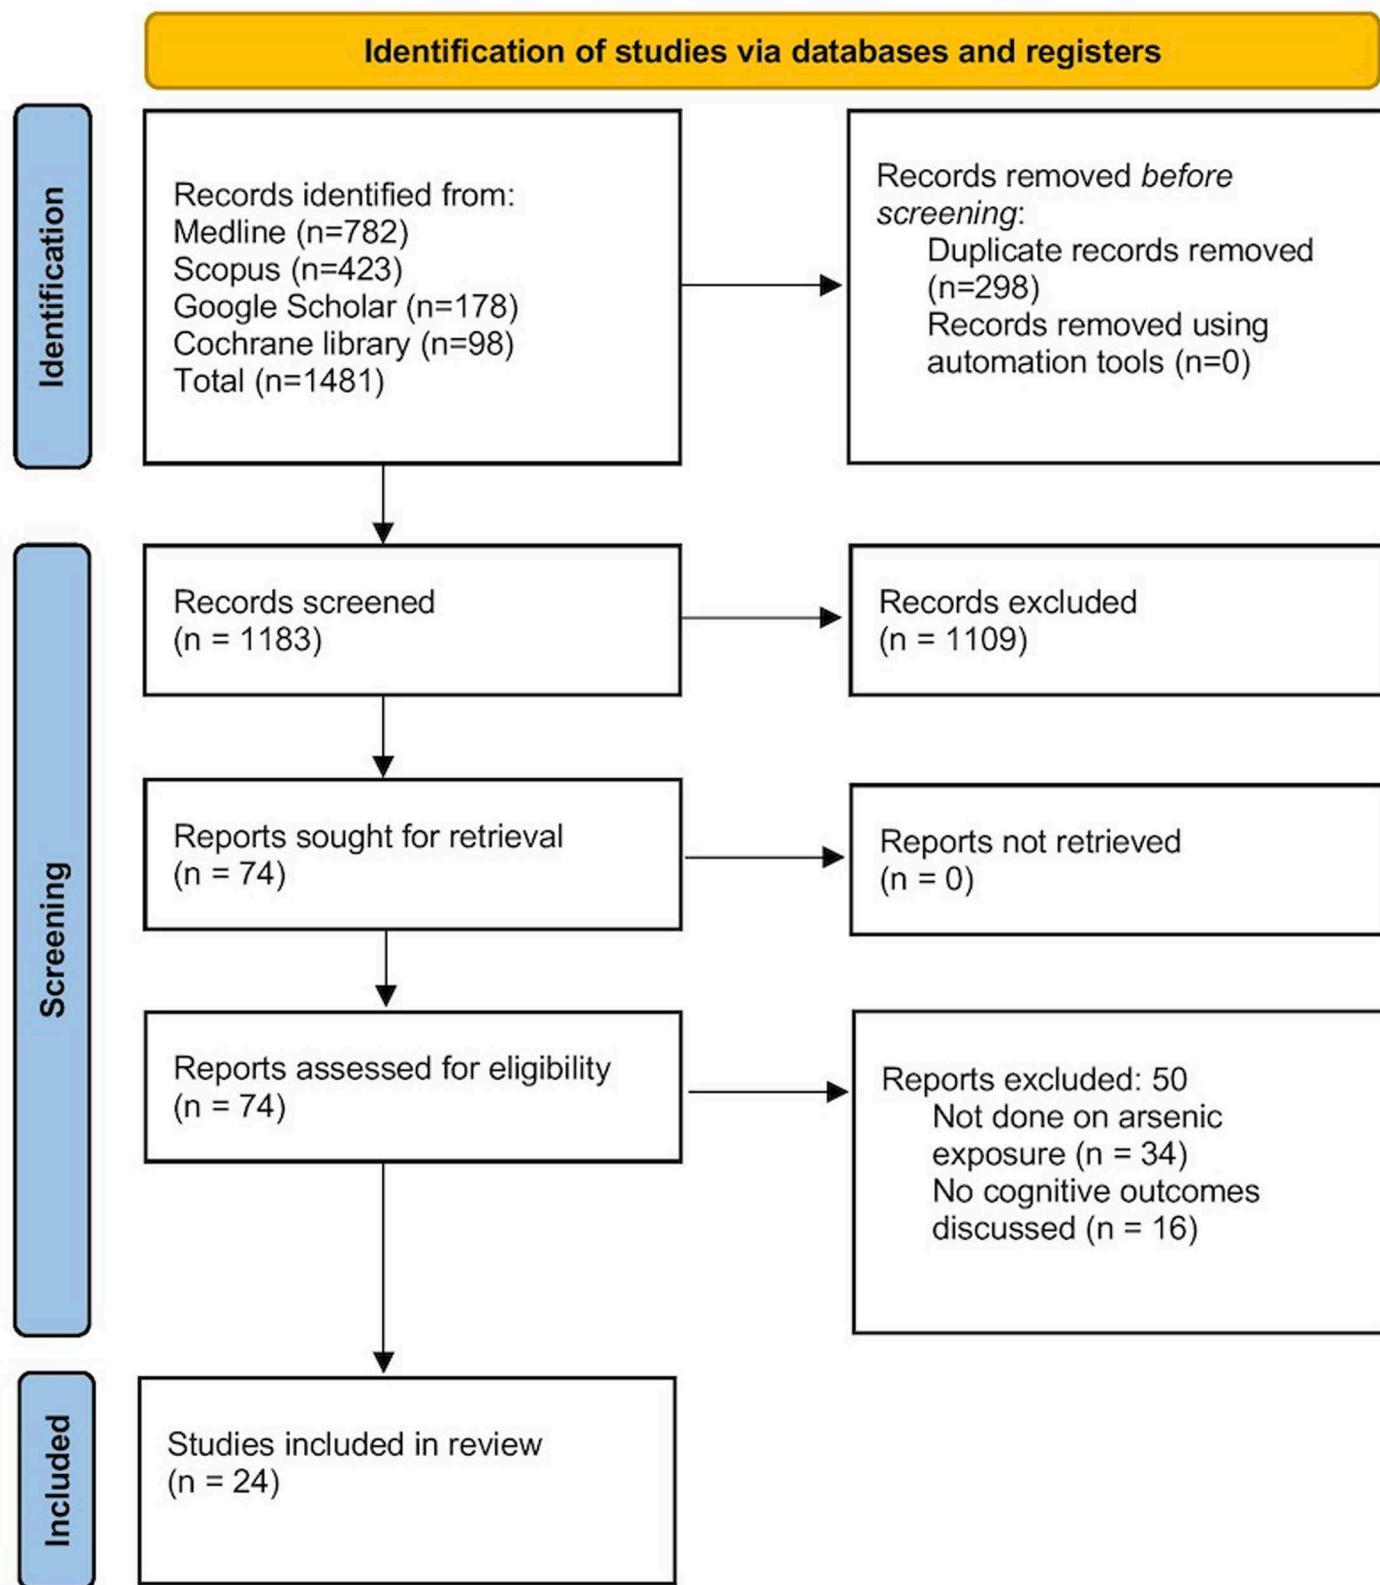 Identification of studies via databases and registers
Identification
Records identified from:
Medline (n=782)
Scopus (n=423)
Google Scholar (n=178)
Cochrane library (n=98)
Total (n=1481)
Records removed before
screening:
Duplicate records removed
(n=298)
Records removed using
automation tools (n=0)
Screening
Records screened
(n = 1183)
Records excluded
(n = 1109)
Reports sought for retrieval
(n = 74)
Reports not retrieved
(n = 0)
Reports assessed for eligibility
(n = 74)
Reports excluded: 50
Not done on arsenic
exposure (n = 34)
No cognitive outcomes
discussed (n = 16)
Included
Studies included in review
(n = 24)